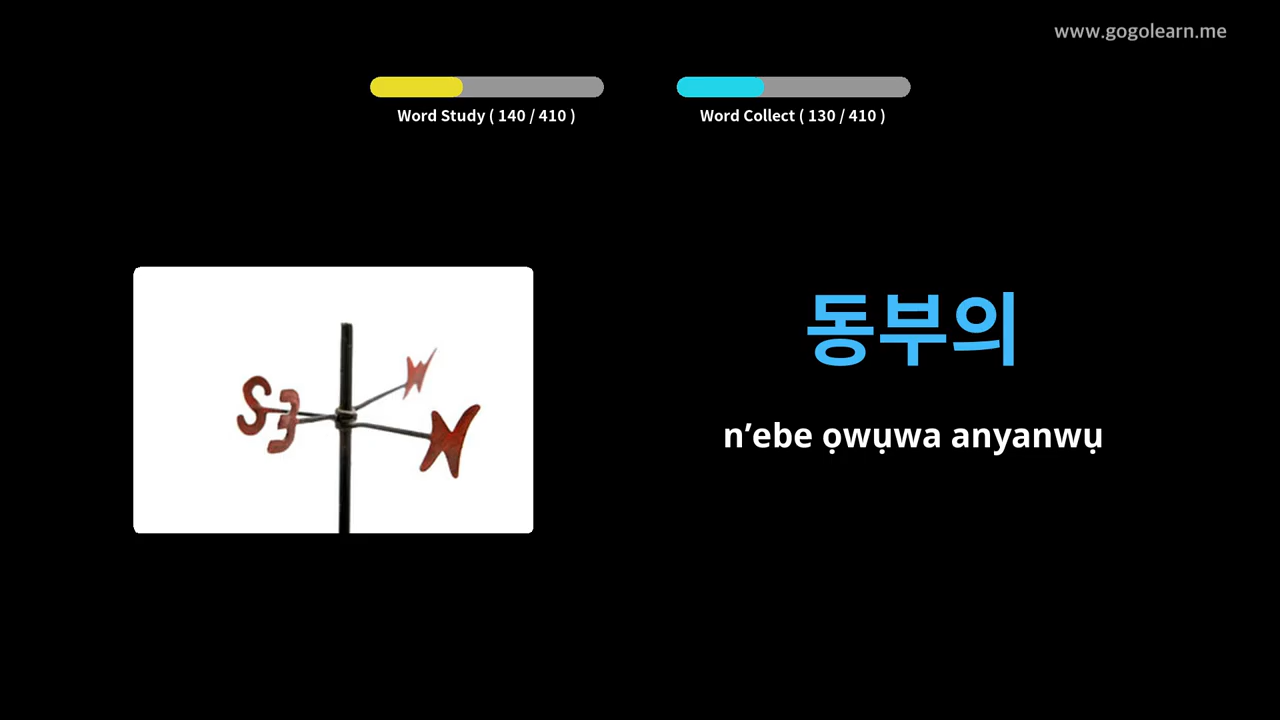 www.gogolearn.me
Word Study ( 140 / 410 )
Word Collect ( 130 / 410 )
S
E
W
N
동부의
n’ebe ọwụwa anyanwụ